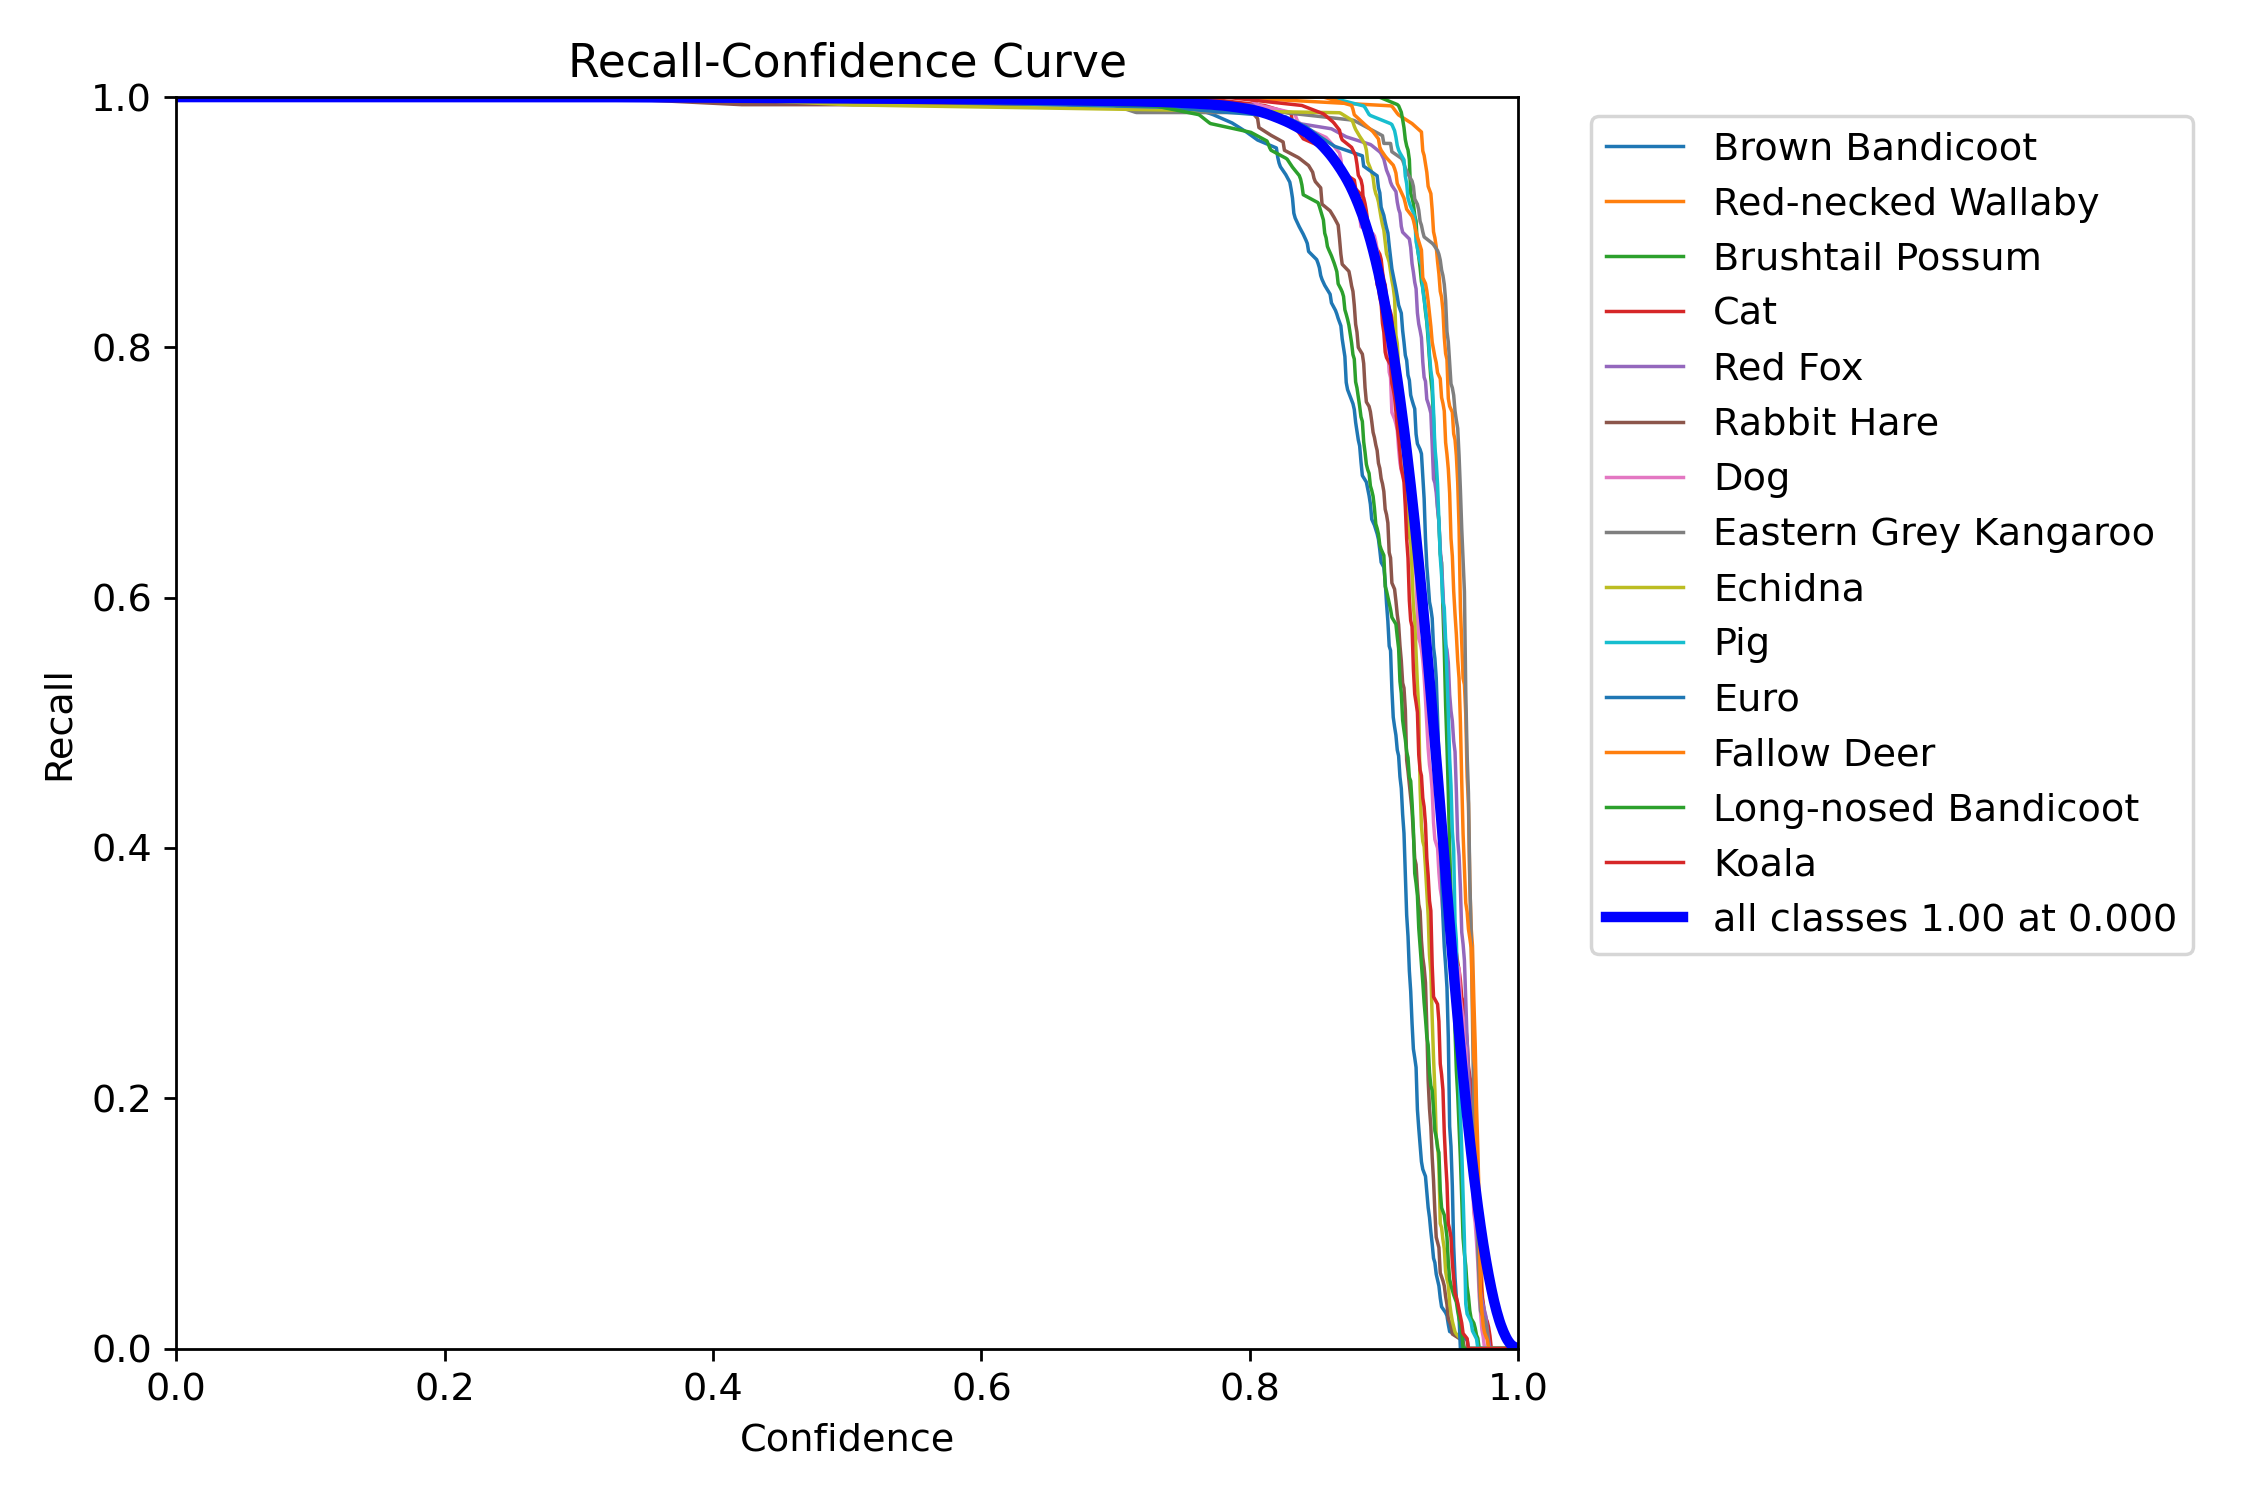 Recall-Confidence Curve
1.0
0.8
0.6
0.4
0.2
0.0
Recall
0.0 0.2 0.4 0.6 0.8 1.0
Confidence
Brown Bandicoot
Red-necked Wallaby
Brushtail Possum
Cat
Red Fox
Rabbit Hare
Dog
Eastern Grey Kangaroo
Echidna
Pig
Euro
Fallow Deer
Long-nosed Bandicoot
Koala
all classes 1.00 at 0.000